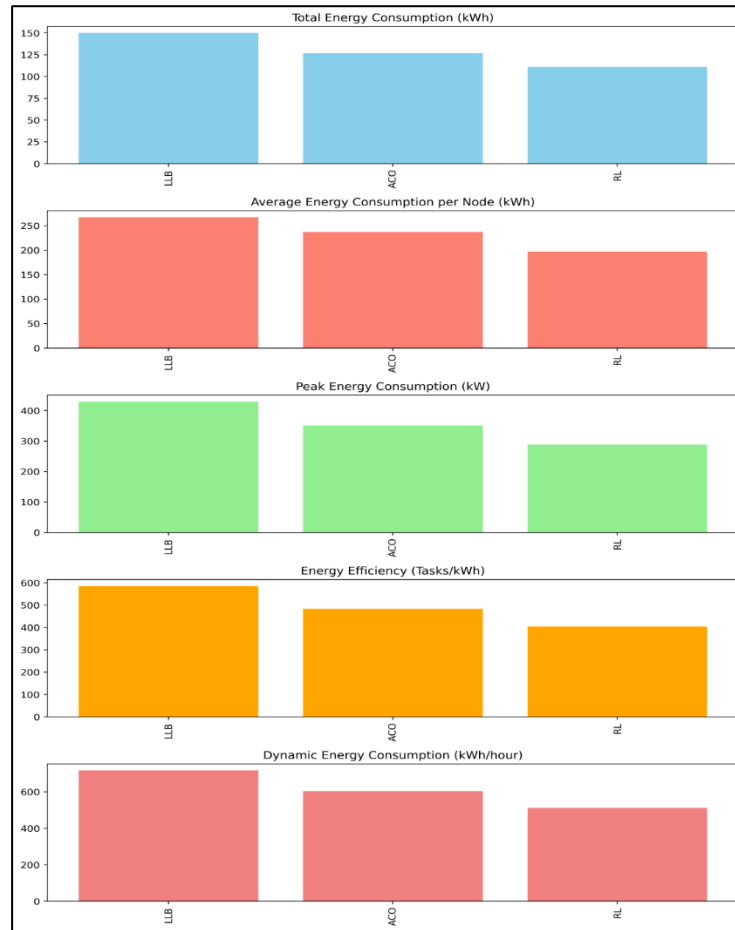 Total Energy Consumption (kWh)
150
125
100
75
50
25
0
LLB ACO RL
Average Energy Consumption per Node (kWh)
250
200
150
100
50
0
LLB ACO RL
Peak Energy Consumption (kW)
400
300
200
100
0
LLB ACO RL
Energy Efficiency (Tasks/kWh)
600
500
400
300
200
100
0
LLB ACO RL
Dynamic Energy Consumption (kWh/hour)
600
400
200
0
LLB ACO RL